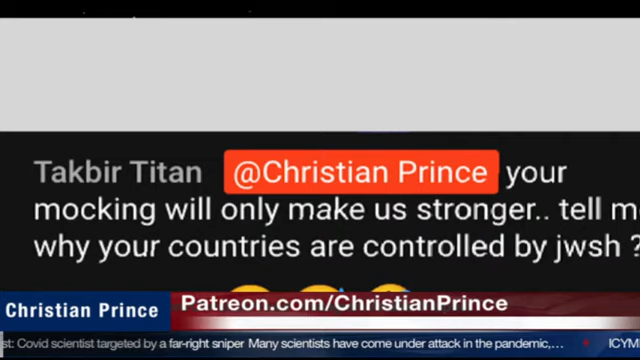 Takbir Titan @Christian Prince your
mocking will only make us stronger.. tell m
why your countries are controlled by jwsh ?
Christian Prince
Patreon.com/ChristianPrince
st: Covid scientist targeted by a far-right sniper Many scientists have come under attack in the pandemic,... ICYM